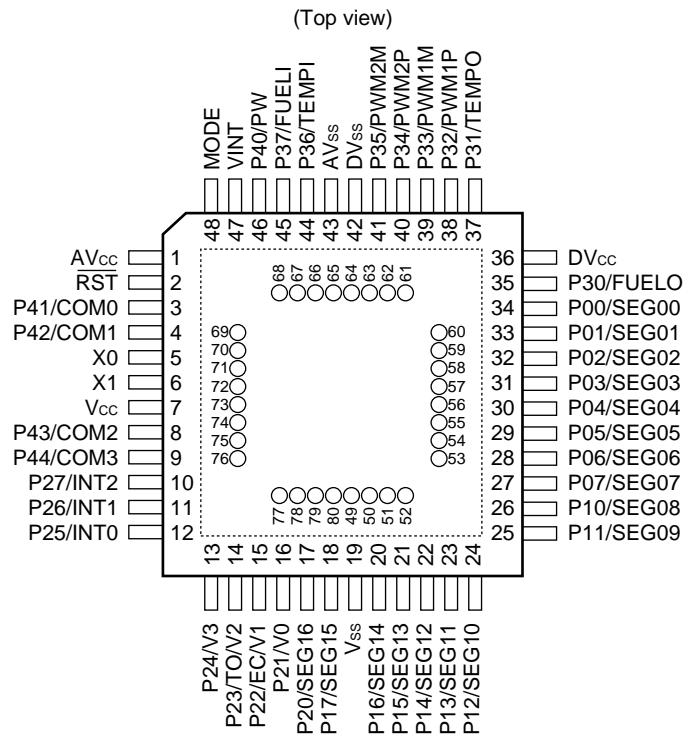 (Top view)
MODE
VINT
P40/PW
P37/FUELI
P36/TEMPI
AVss
DVss
P35/PWM2M
P34/PWM2P
P33/PWM1M
P32/PWM1P
P31/TEMPO
48 47 46 45 44 43 42 41 40 39 38 37
AVcc 1
RST 2
P41/COM0 3
P42/COM1 4
X0 5
X1 6
Vcc 7
P43/COM2 8
P44/COM3 9
P27/INT2 10
P26/INT1 11
P25/INT0 12
68 67 66 65 64 63 62 61
69
70
71
72
73
74
75
76
60
59
58
57
56
55
54
53
77 78 79 80 49 50 51 52
36 DVcc
35 P30/FUELO
34 P00/SEG00
33 P01/SEG01
32 P02/SEG02
31 P03/SEG03
30 P04/SEG04
29 P05/SEG05
28 P06/SEG06
27 P07/SEG07
26 P10/SEG08
25 P11/SEG09
13 14 15 16 17 18 19 20 21 22 23 24
P24/V3
P23/TO/V2
P22/EC/V1
P21/V0
P20/SEG16
P17/SEG15
Vss
P16/SEG14
P15/SEG13
P14/SEG12
P13/SEG11
P12/SEG10